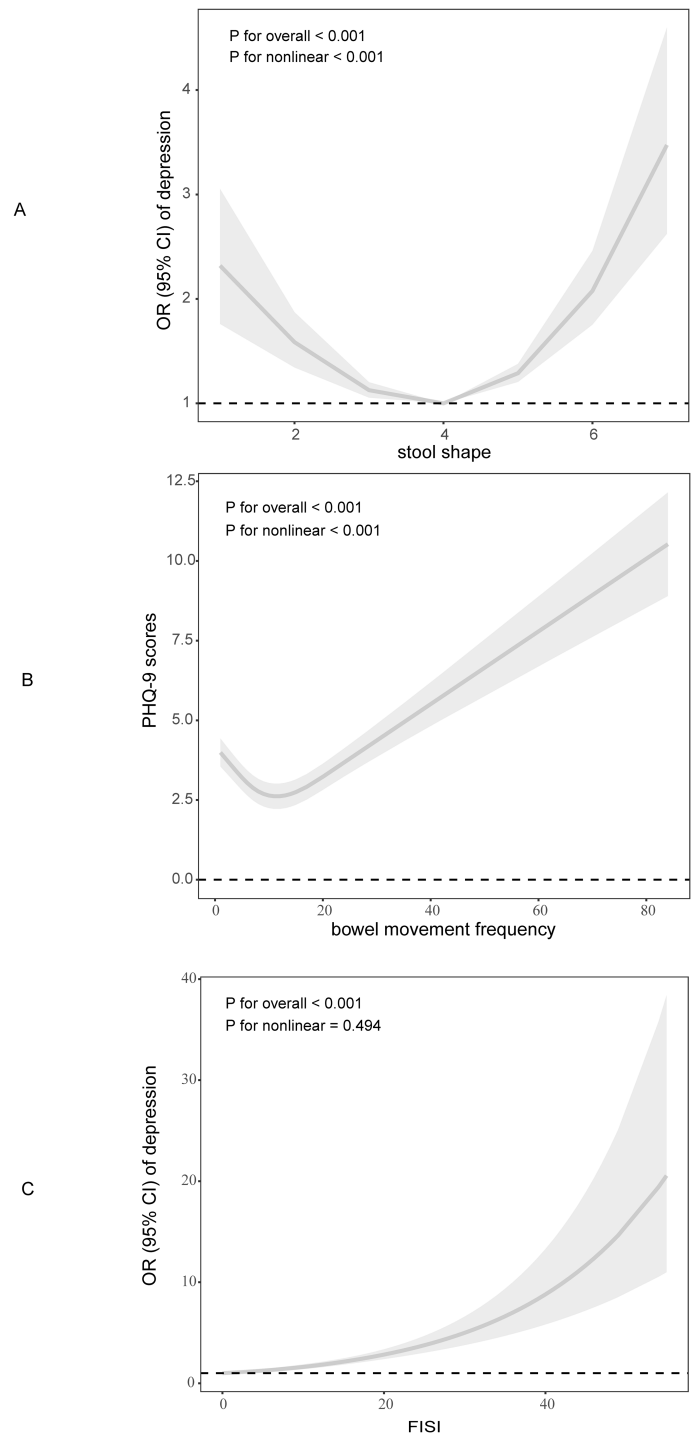 A
P for overall < 0.001
P for nonlinear < 0.001
OR (95% CI) of depression
4
3
2
1
2 4 6
stool shape
B
P for overall < 0.001
P for nonlinear < 0.001
PHQ-9 scores
12.5
10.0
7.5
5.0
2.5
0.0
0 20 40 60 80
bowel movement frequency
C
P for overall < 0.001
P for nonlinear = 0.494
OR (95% CI) of depression
40
30
20
10
0
0 20 40
FISI